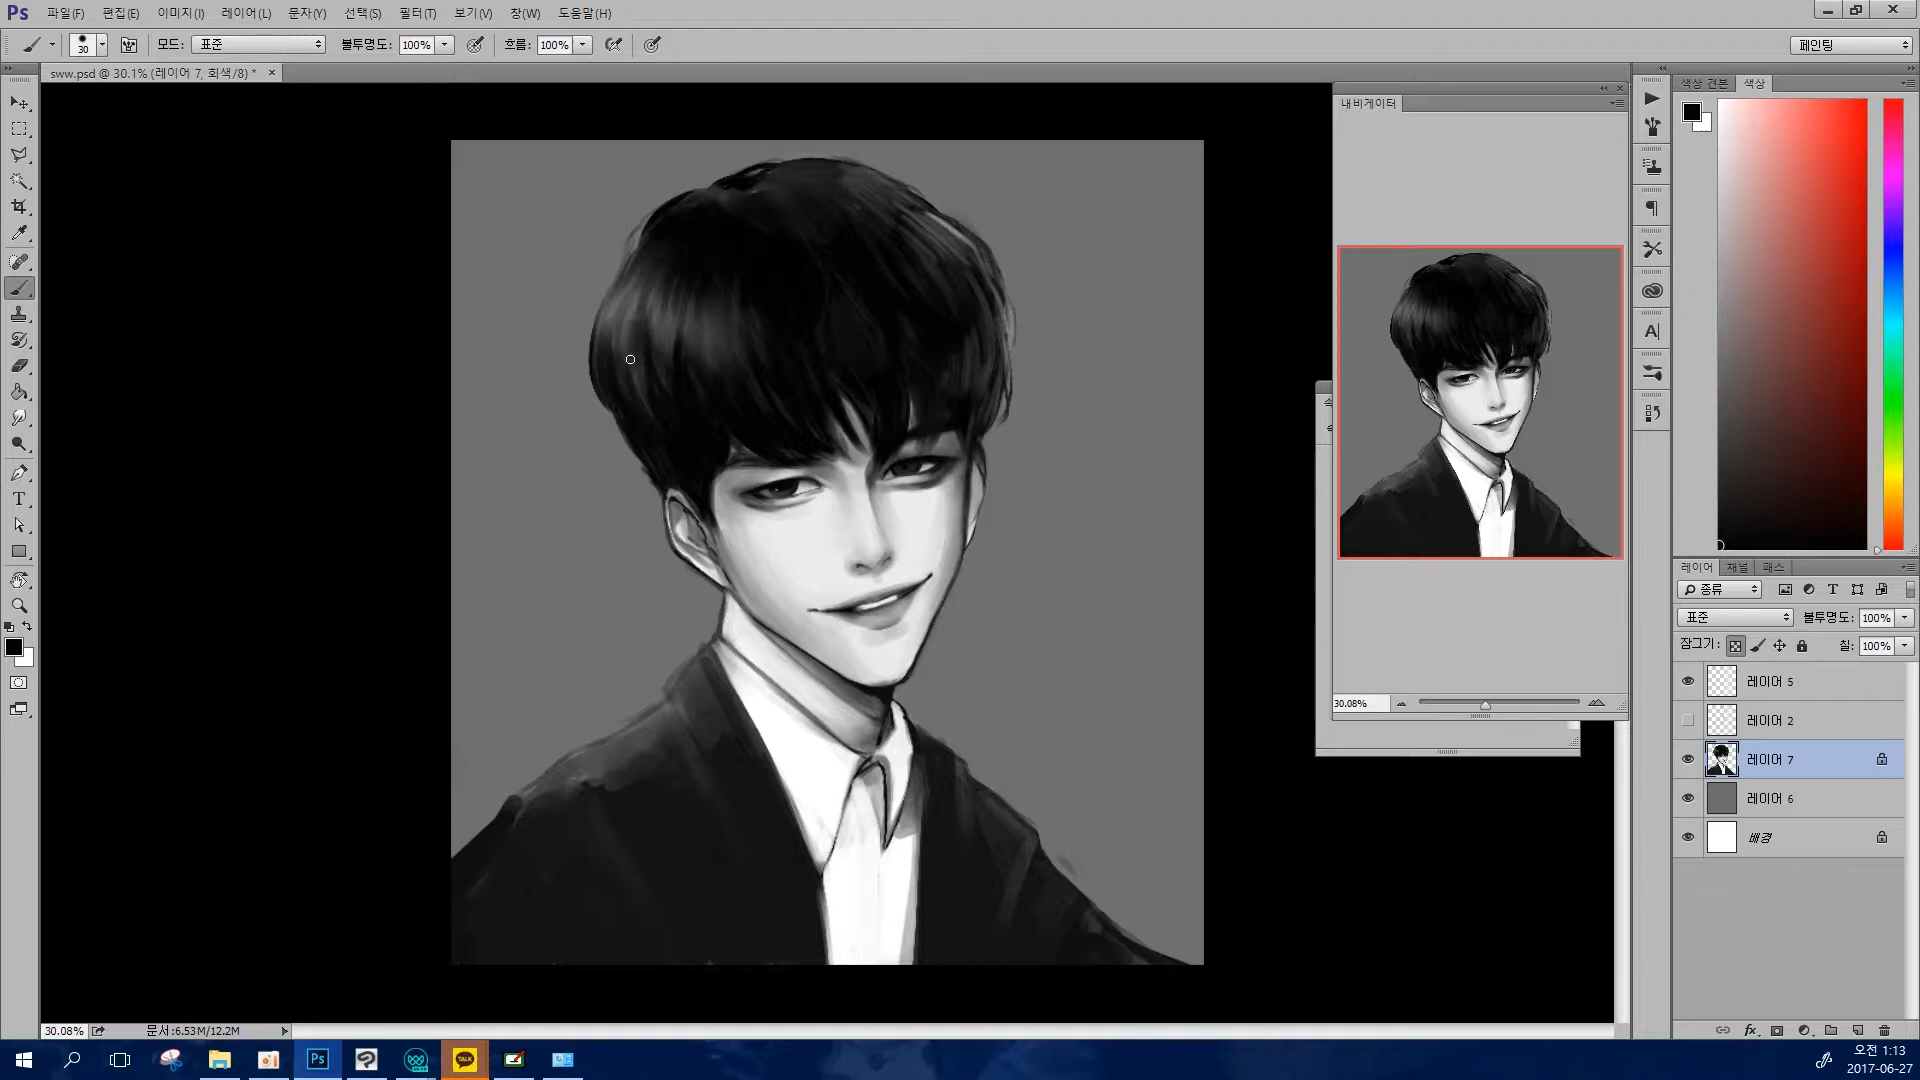 Ps 파일(F) 편집(E) 이미지(I) 레이어(L) 문자(Y) 선택(S) 필터(T) 보기(V) 창(W) 도움말(H)
30 모드: 표준 불투명도: 100% 흐름: 100% 페인팅
sww.psd @ 30.1% (레이어 7, 회색/8) * ×
내비게이터
색상 견본 색상
30.08%
레이어 채널 패스
종류
표준 불투명도: 100%
잠그기: 칠: 100%
레이어 5
레이어 2
레이어 7
레이어 6
배경
fx
30.08% 문서:6.53M/12.2M
Ps TALK
오전 1:13
2017-06-27